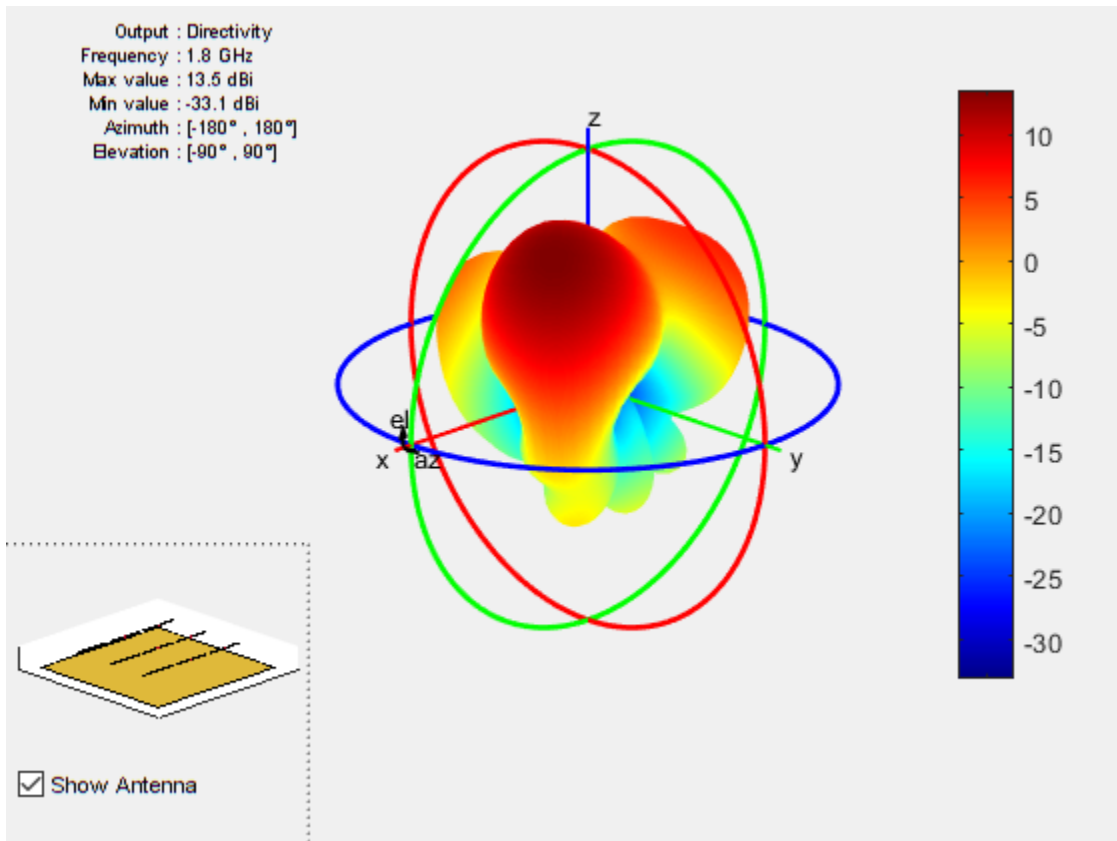 Output : Directivity
Frequency : 1.8 GHz
Max value : 13.5 dBi
Min value : -33.1 dBi
Azimuth : [-180° , 180°]
Elevation : [-90° , 90°]
z
10
5
0
-5
-10
-15
-20
-25
-30
el
x
az
y
Show Antenna